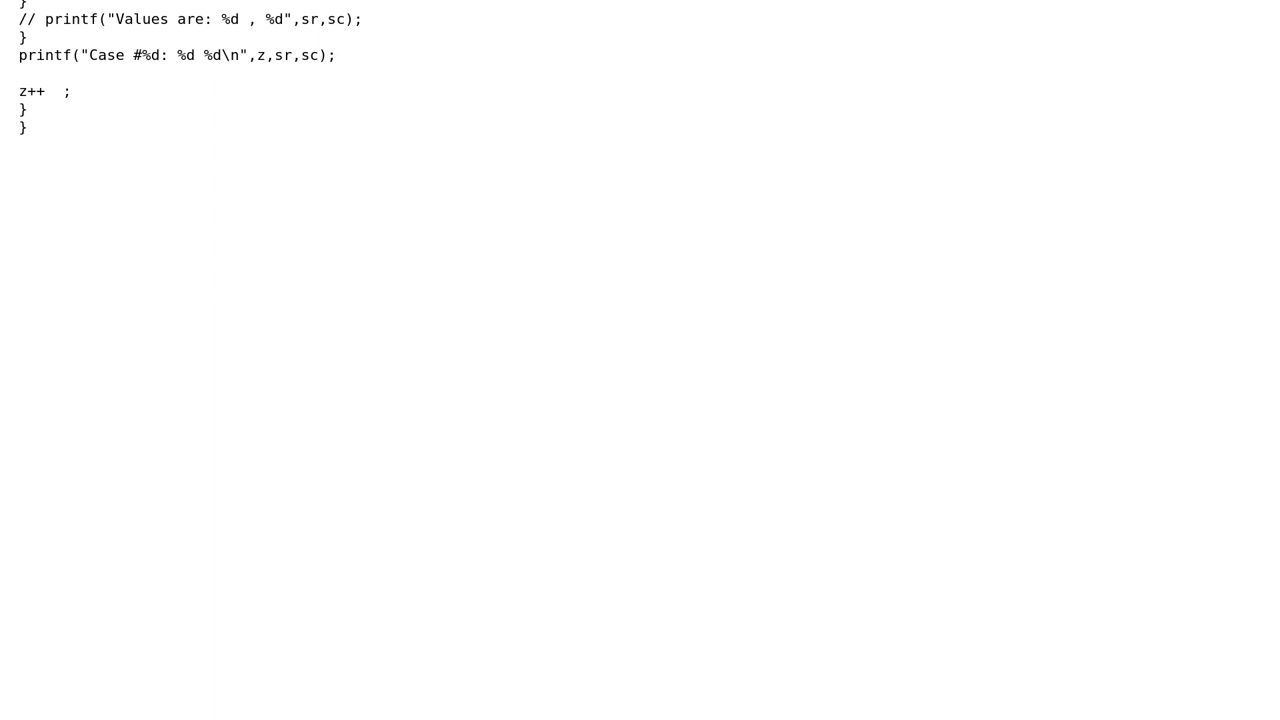 }
// printf("Values are: %d , %d",sr,sc);
}
printf("Case #%d: %d %d\n",z,sr,sc);

z++  ;
}
}